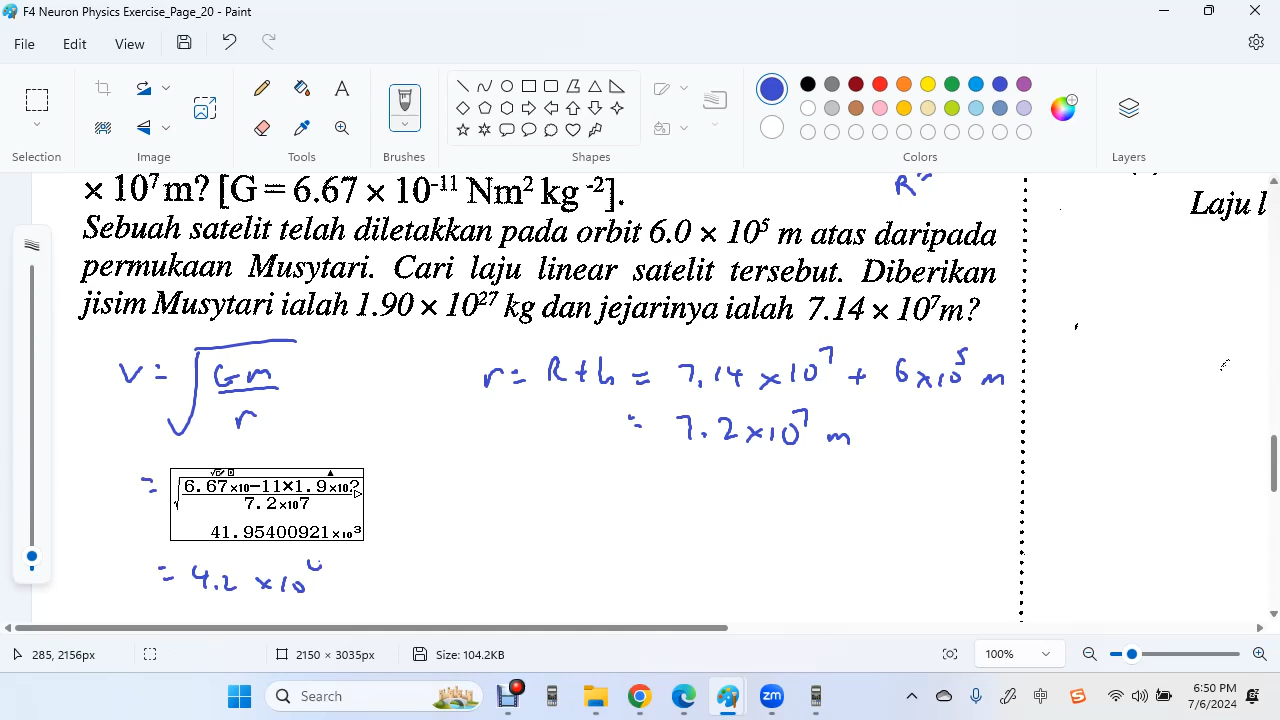 F4 Neuron Physics Exercise_Page_20 - Paint
File Edit View
Selection Image Tools Brushes Shapes Colors Layers
× 10⁷ m? [G = 6.67 × 10⁻¹¹ Nm² kg ⁻²].
Sebuah satelit telah diletakkan pada orbit 6.0 × 10⁵ m atas daripada
permukaan Musytari. Cari laju linear satelit tersebut. Diberikan
jisim Musytari ialah 1.90 × 10²⁷ kg dan jejarinya ialah 7.14 × 10⁷m?
Laju l
v = √(Gm/r)
r = R + h = 7.14 × 10⁷ + 6 × 10⁵ m
= 7.2 × 10⁷ m
= √(6.67×10−11×1.9×10
7.2×107
41.95400921×10³
= 4.2 × 10
285, 2156px 2150 × 3035px Size: 104.2KB 100%
Search
zm
中
6:50 PM
7/6/2024